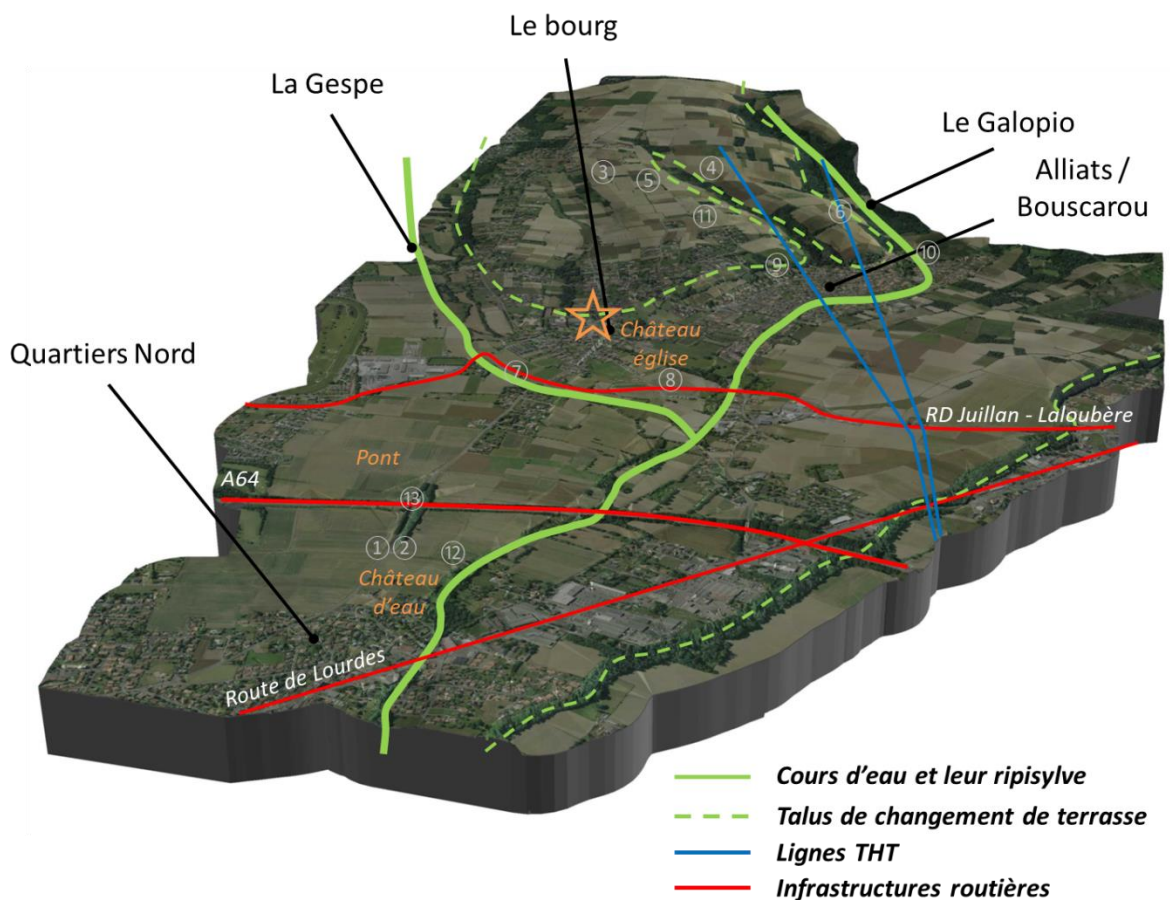 Le bourg
La Gespe
Le Galopio
Alliats /
Bouscarou
3
4
5
6
11
10
9
Château
église
Quartiers Nord
7
8
RD Juillan - Laloubère
Pont
A64
13
1
2
12
Château
d'eau
Route de Lourdes
Cours d'eau et leur ripisylve
Talus de changement de terrasse
Lignes THT
Infrastructures routières